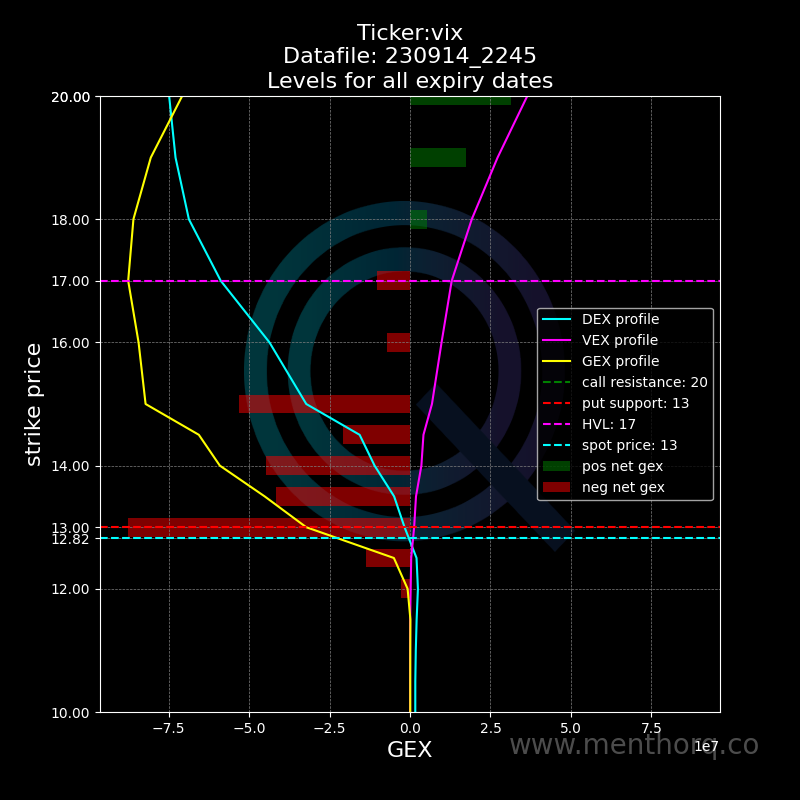 Ticker:vix
Datafile: 230914_2245
Levels for all expiry dates
20.00
18.00
17.00
16.00
14.00
13.00
12.82
12.00
10.00
strike price
DEX profile
VEX profile
GEX profile
call resistance: 20
put support: 13
HVL: 17
spot price: 13
pos net gex
neg net gex
−7.5 −5.0 −2.5 0.0 2.5 5.0 7.5
1e7
GEX
www.menthorq.co